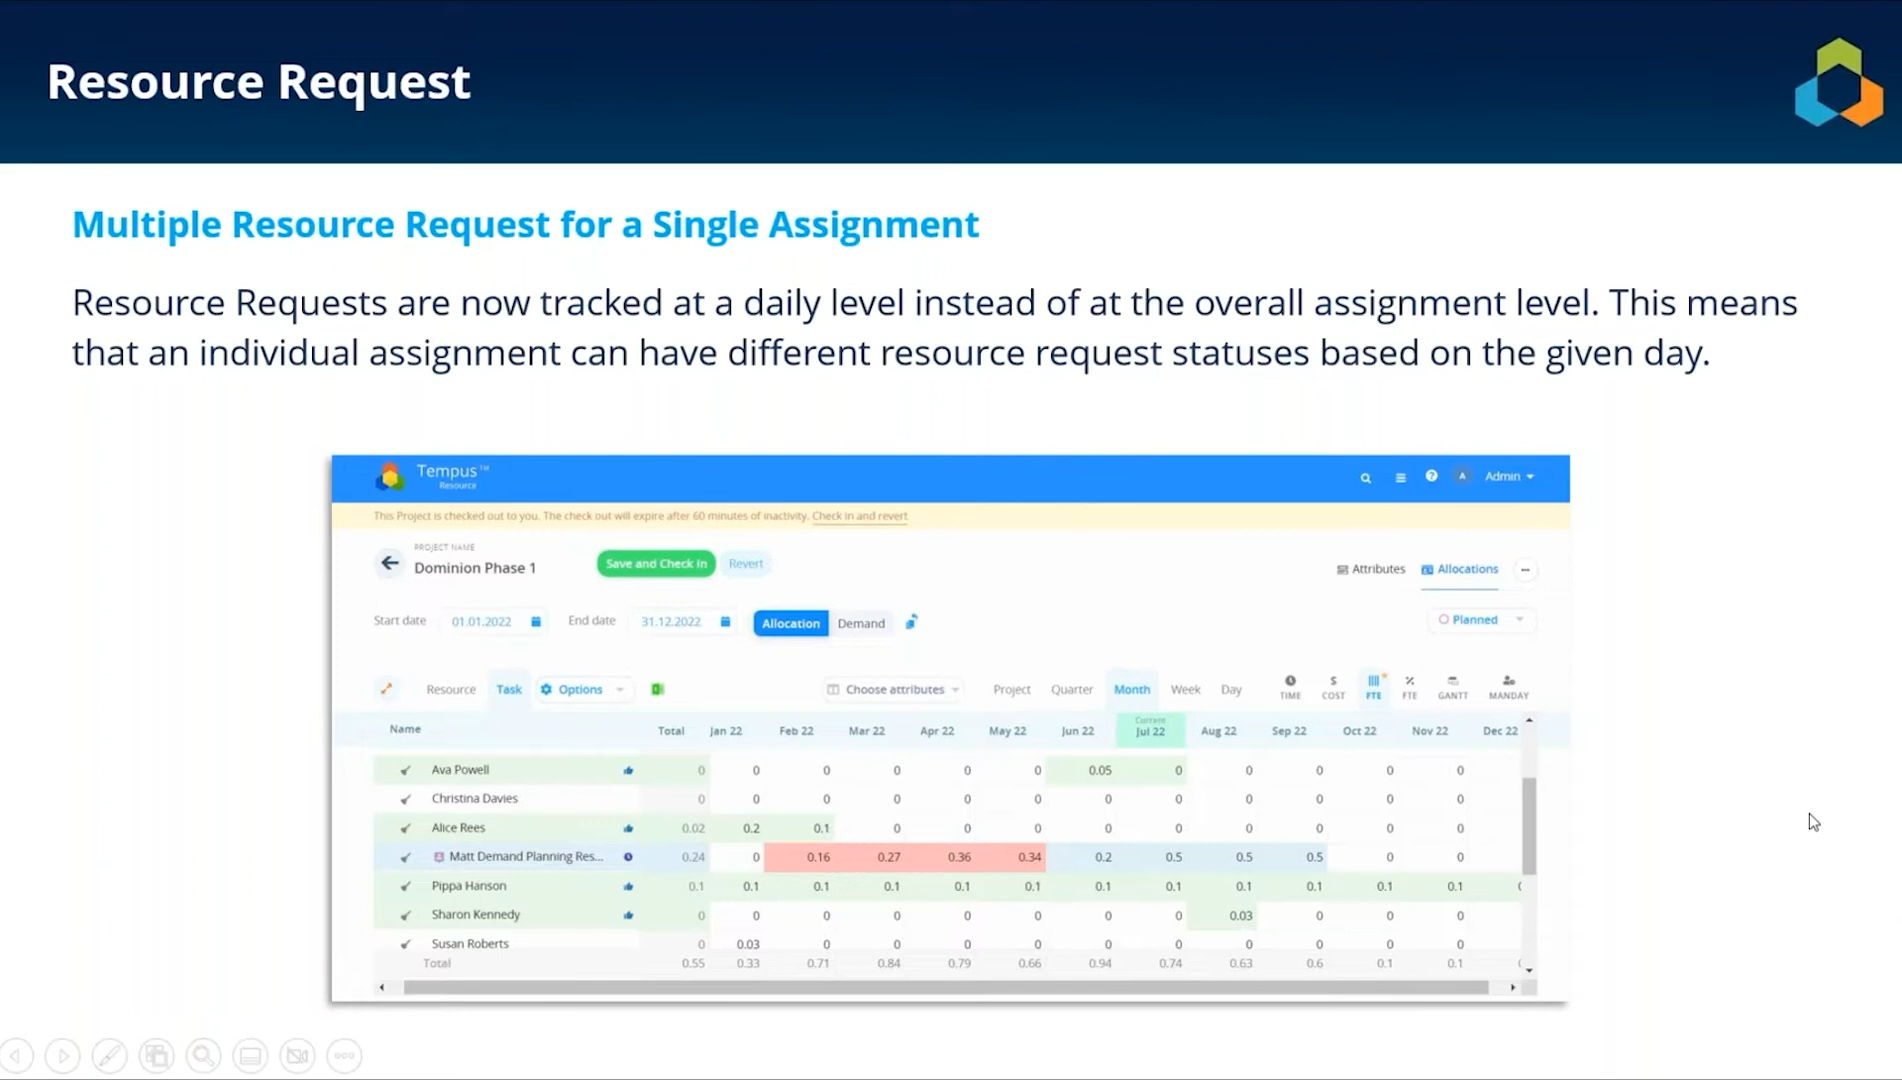 Resource Request
Multiple Resource Request for a Single Assignment
Resource Requests are now tracked at a daily level instead of at the overall assignment level. This means
that an individual assignment can have different resource request statuses based on the given day.
Tempus™
Resource
A Admin
This Project is checked out to you. The check out will expire after 60 minutes of inactivity. Check in and revert
PROJECT NAME
Dominion Phase 1
Save and Check In Revert
Attributes Allocations
Start date 01.01.2022 End date 31.12.2022 Allocation Demand
Planned
Resource Task Options Choose attributes Project Quarter Month Week Day
TIME COST FTE FTE GANTT MANDAY
Current
Name Total Jan 22 Feb 22 Mar 22 Apr 22 May 22 Jun 22 Jul 22 Aug 22 Sep 22 Oct 22 Nov 22 Dec 22
Ava Powell 0 0 0 0 0 0 0.05 0 0 0 0 0
Christina Davies 0 0 0 0 0 0 0 0 0 0 0 0
Alice Rees 0.02 0.2 0.1 0 0 0 0 0 0 0 0 0
Matt Demand Planning Res... 0.24 0 0.16 0.27 0.36 0.34 0.2 0.5 0.5 0.5 0 0
Pippa Hanson 0.1 0.1 0.1 0.1 0.1 0.1 0.1 0.1 0.1 0.1 0.1 0.1
Sharon Kennedy 0 0 0 0 0 0 0 0 0.03 0 0 0
Susan Roberts 0 0.03 0 0 0 0 0 0 0 0 0 0
Total 0.55 0.33 0.71 0.84 0.79 0.66 0.94 0.74 0.63 0.6 0.1 0.1